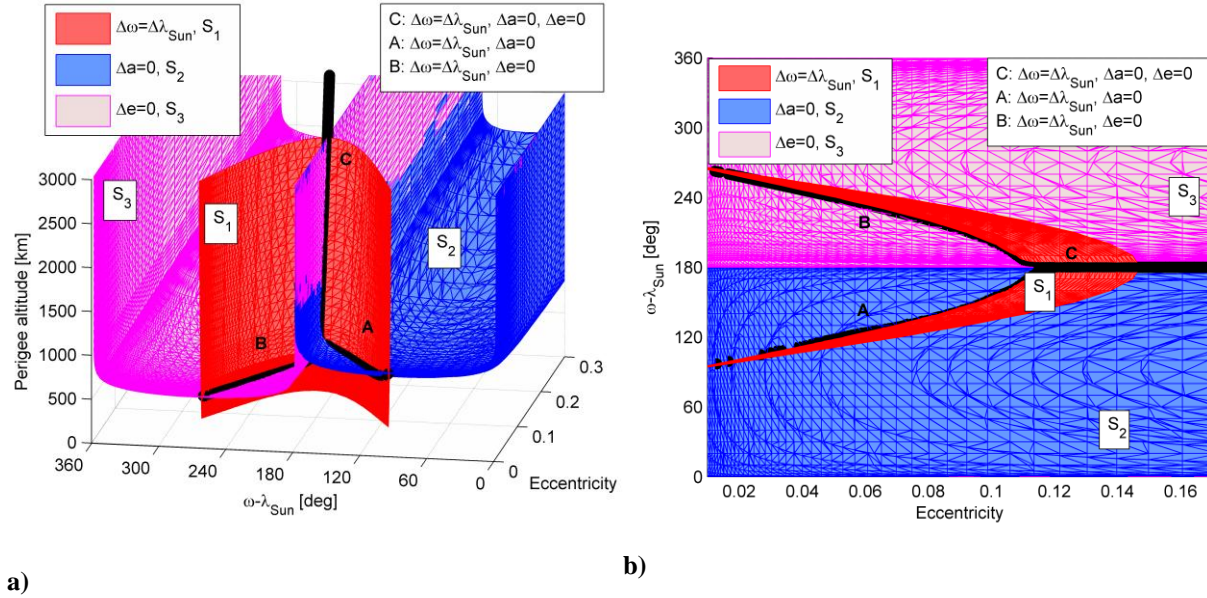 Δω=Δλ_Sun, S_1
Δa=0, S_2
Δe=0, S_3
C: Δω=Δλ_Sun, Δa=0, Δe=0
A: Δω=Δλ_Sun, Δa=0
B: Δω=Δλ_Sun, Δe=0
S_3
S_1
S_2
C
B
A
Perigee altitude [km]
3000
2500
2000
1500
1000
500
0
360
300
240
180
120
60
0
ω-λ_Sun [deg]
0.3
0.2
0.1
0
Eccentricity
a)
Δω=Δλ_Sun, S_1
Δa=0, S_2
Δe=0, S_3
C: Δω=Δλ_Sun, Δa=0, Δe=0
A: Δω=Δλ_Sun, Δa=0
B: Δω=Δλ_Sun, Δe=0
S_3
B
C
S_1
A
S_2
ω-λ_Sun [deg]
360
300
240
180
120
60
0
0.02
0.04
0.06
0.08
0.1
0.12
0.14
0.16
Eccentricity
b)